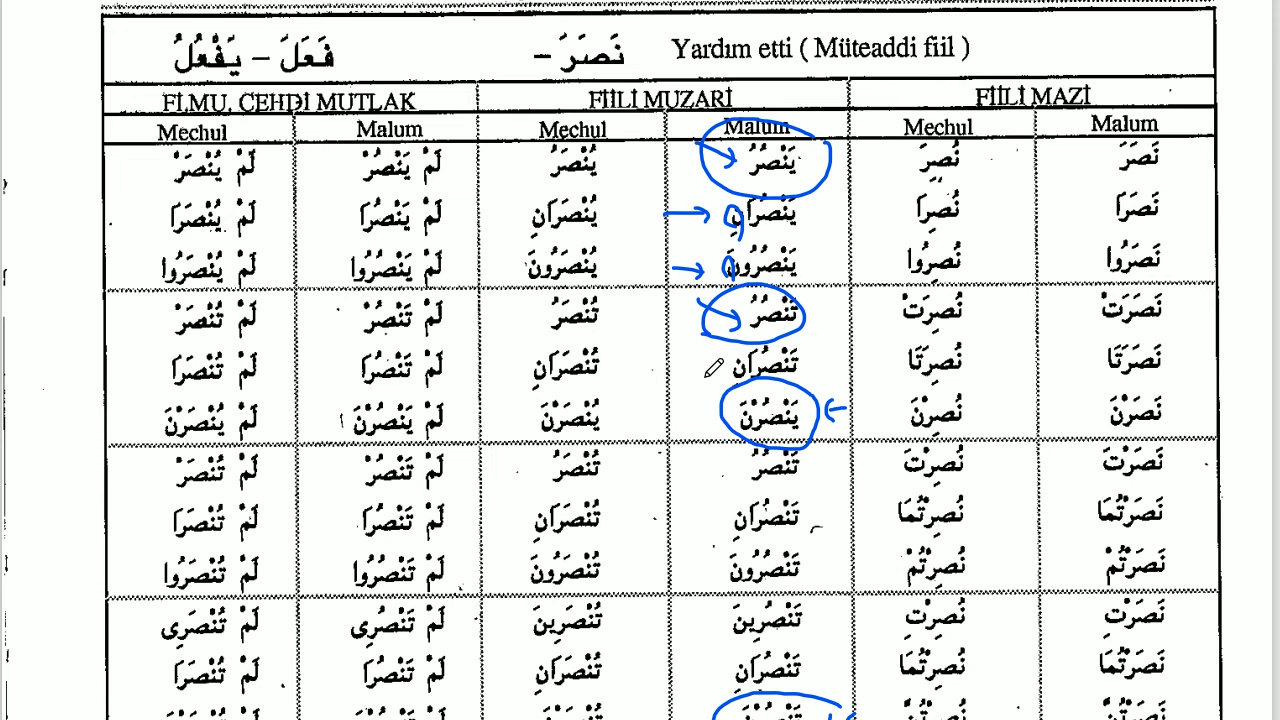 Yardım etti ( Müteaddi fiil ) نَصَرَ – فَعَلَ – يَفْعُلُ
FİİLİ MAZİ FİİLİ MUZARİ Fİ.MU. CEHDİ MUTLAK
Malum Mechul Malum Mechul Malum Mechul
نَصَرَ نُصِرَ يَنْصُرُ يُنْصَرُ لَمْ يَنْصُرْ لَمْ يُنْصَرْ
نَصَرَا نُصِرَا يَنْصُرَانِ يُنْصَرَانِ لَمْ يَنْصُرَا لَمْ يُنْصَرَا
نَصَرُوا نُصِرُوا يَنْصُرُونَ يُنْصَرُونَ لَمْ يَنْصُرُوا لَمْ يُنْصَرُوا
نَصَرَتْ نُصِرَتْ تَنْصُرُ تُنْصَرُ لَمْ تَنْصُرْ لَمْ تُنْصَرْ
نَصَرَتَا نُصِرَتَا تَنْصُرَانِ تُنْصَرَانِ لَمْ تَنْصُرَا لَمْ تُنْصَرَا
نَصَرْنَ نُصِرْنَ يَنْصُرْنَ يُنْصَرْنَ لَمْ يَنْصُرْنَ لَمْ يُنْصَرْنَ
نَصَرْتَ نُصِرْتَ تَنْصُرُ تُنْصَرُ لَمْ تَنْصُرْ لَمْ تُنْصَرْ
نَصَرْتُمَا نُصِرْتُمَا تَنْصُرَانِ تُنْصَرَانِ لَمْ تَنْصُرَا لَمْ تُنْصَرَا
نَصَرْتُمْ نُصِرْتُمْ تَنْصُرُونَ تُنْصَرُونَ لَمْ تَنْصُرُوا لَمْ تُنْصَرُوا
نَصَرْتِ نُصِرْتِ تَنْصُرِينَ تُنْصَرِينَ لَمْ تَنْصُرِى لَمْ تُنْصَرِى
نَصَرْتُمَا نُصِرْتُمَا تَنْصُرَانِ تُنْصَرَانِ لَمْ تَنْصُرَا لَمْ تُنْصَرَا